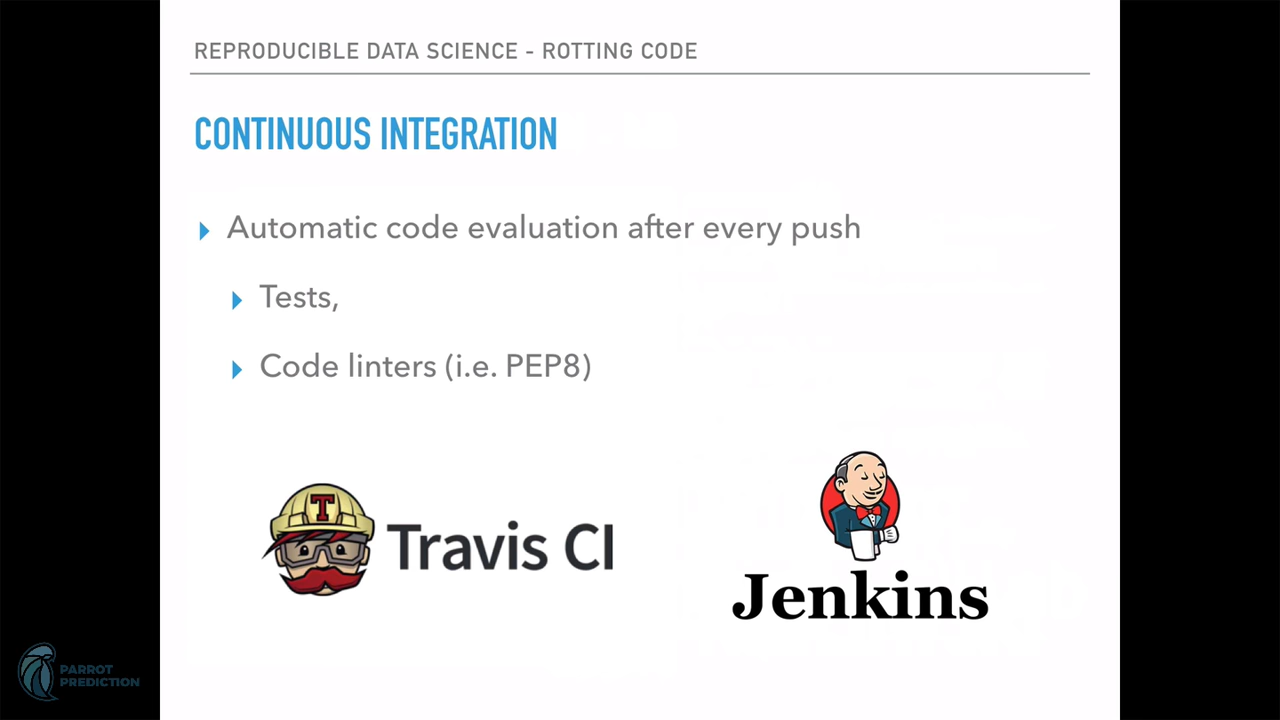 REPRODUCIBLE DATA SCIENCE - ROTTING CODE
CONTINUOUS INTEGRATION
Automatic code evaluation after every push
Tests,
Code linters (i.e. PEP8)
T
Travis CI
Jenkins
PARROT
PREDICTION